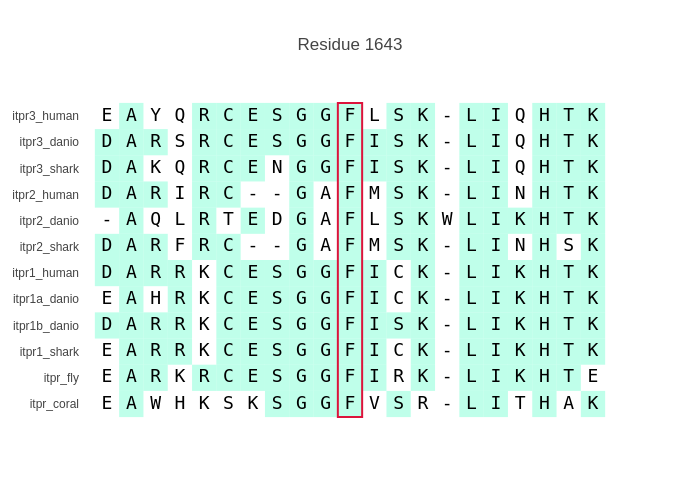 Residue 1643
itpr3_human E A Y Q R C E S G G F L S K - L I Q H T K
itpr3_danio D A R S R C E S G G F I S K - L I Q H T K
itpr3_shark D A K Q R C E N G G F I S K - L I Q H T K
itpr2_human D A R I R C - - G A F M S K - L I N H T K
itpr2_danio - A Q L R T E D G A F L S K W L I K H T K
itpr2_shark D A R F R C - - G A F M S K - L I N H S K
itpr1_human D A R R K C E S G G F I C K - L I K H T K
itpr1a_danio E A H R K C E S G G F I C K - L I K H T K
itpr1b_danio D A R R K C E S G G F I S K - L I K H T K
itpr1_shark E A R R K C E S G G F I C K - L I K H T K
itpr_fly E A R K R C E S G G F I R K - L I K H T E
itpr_coral E A W H K S K S G G F V S R - L I T H A K